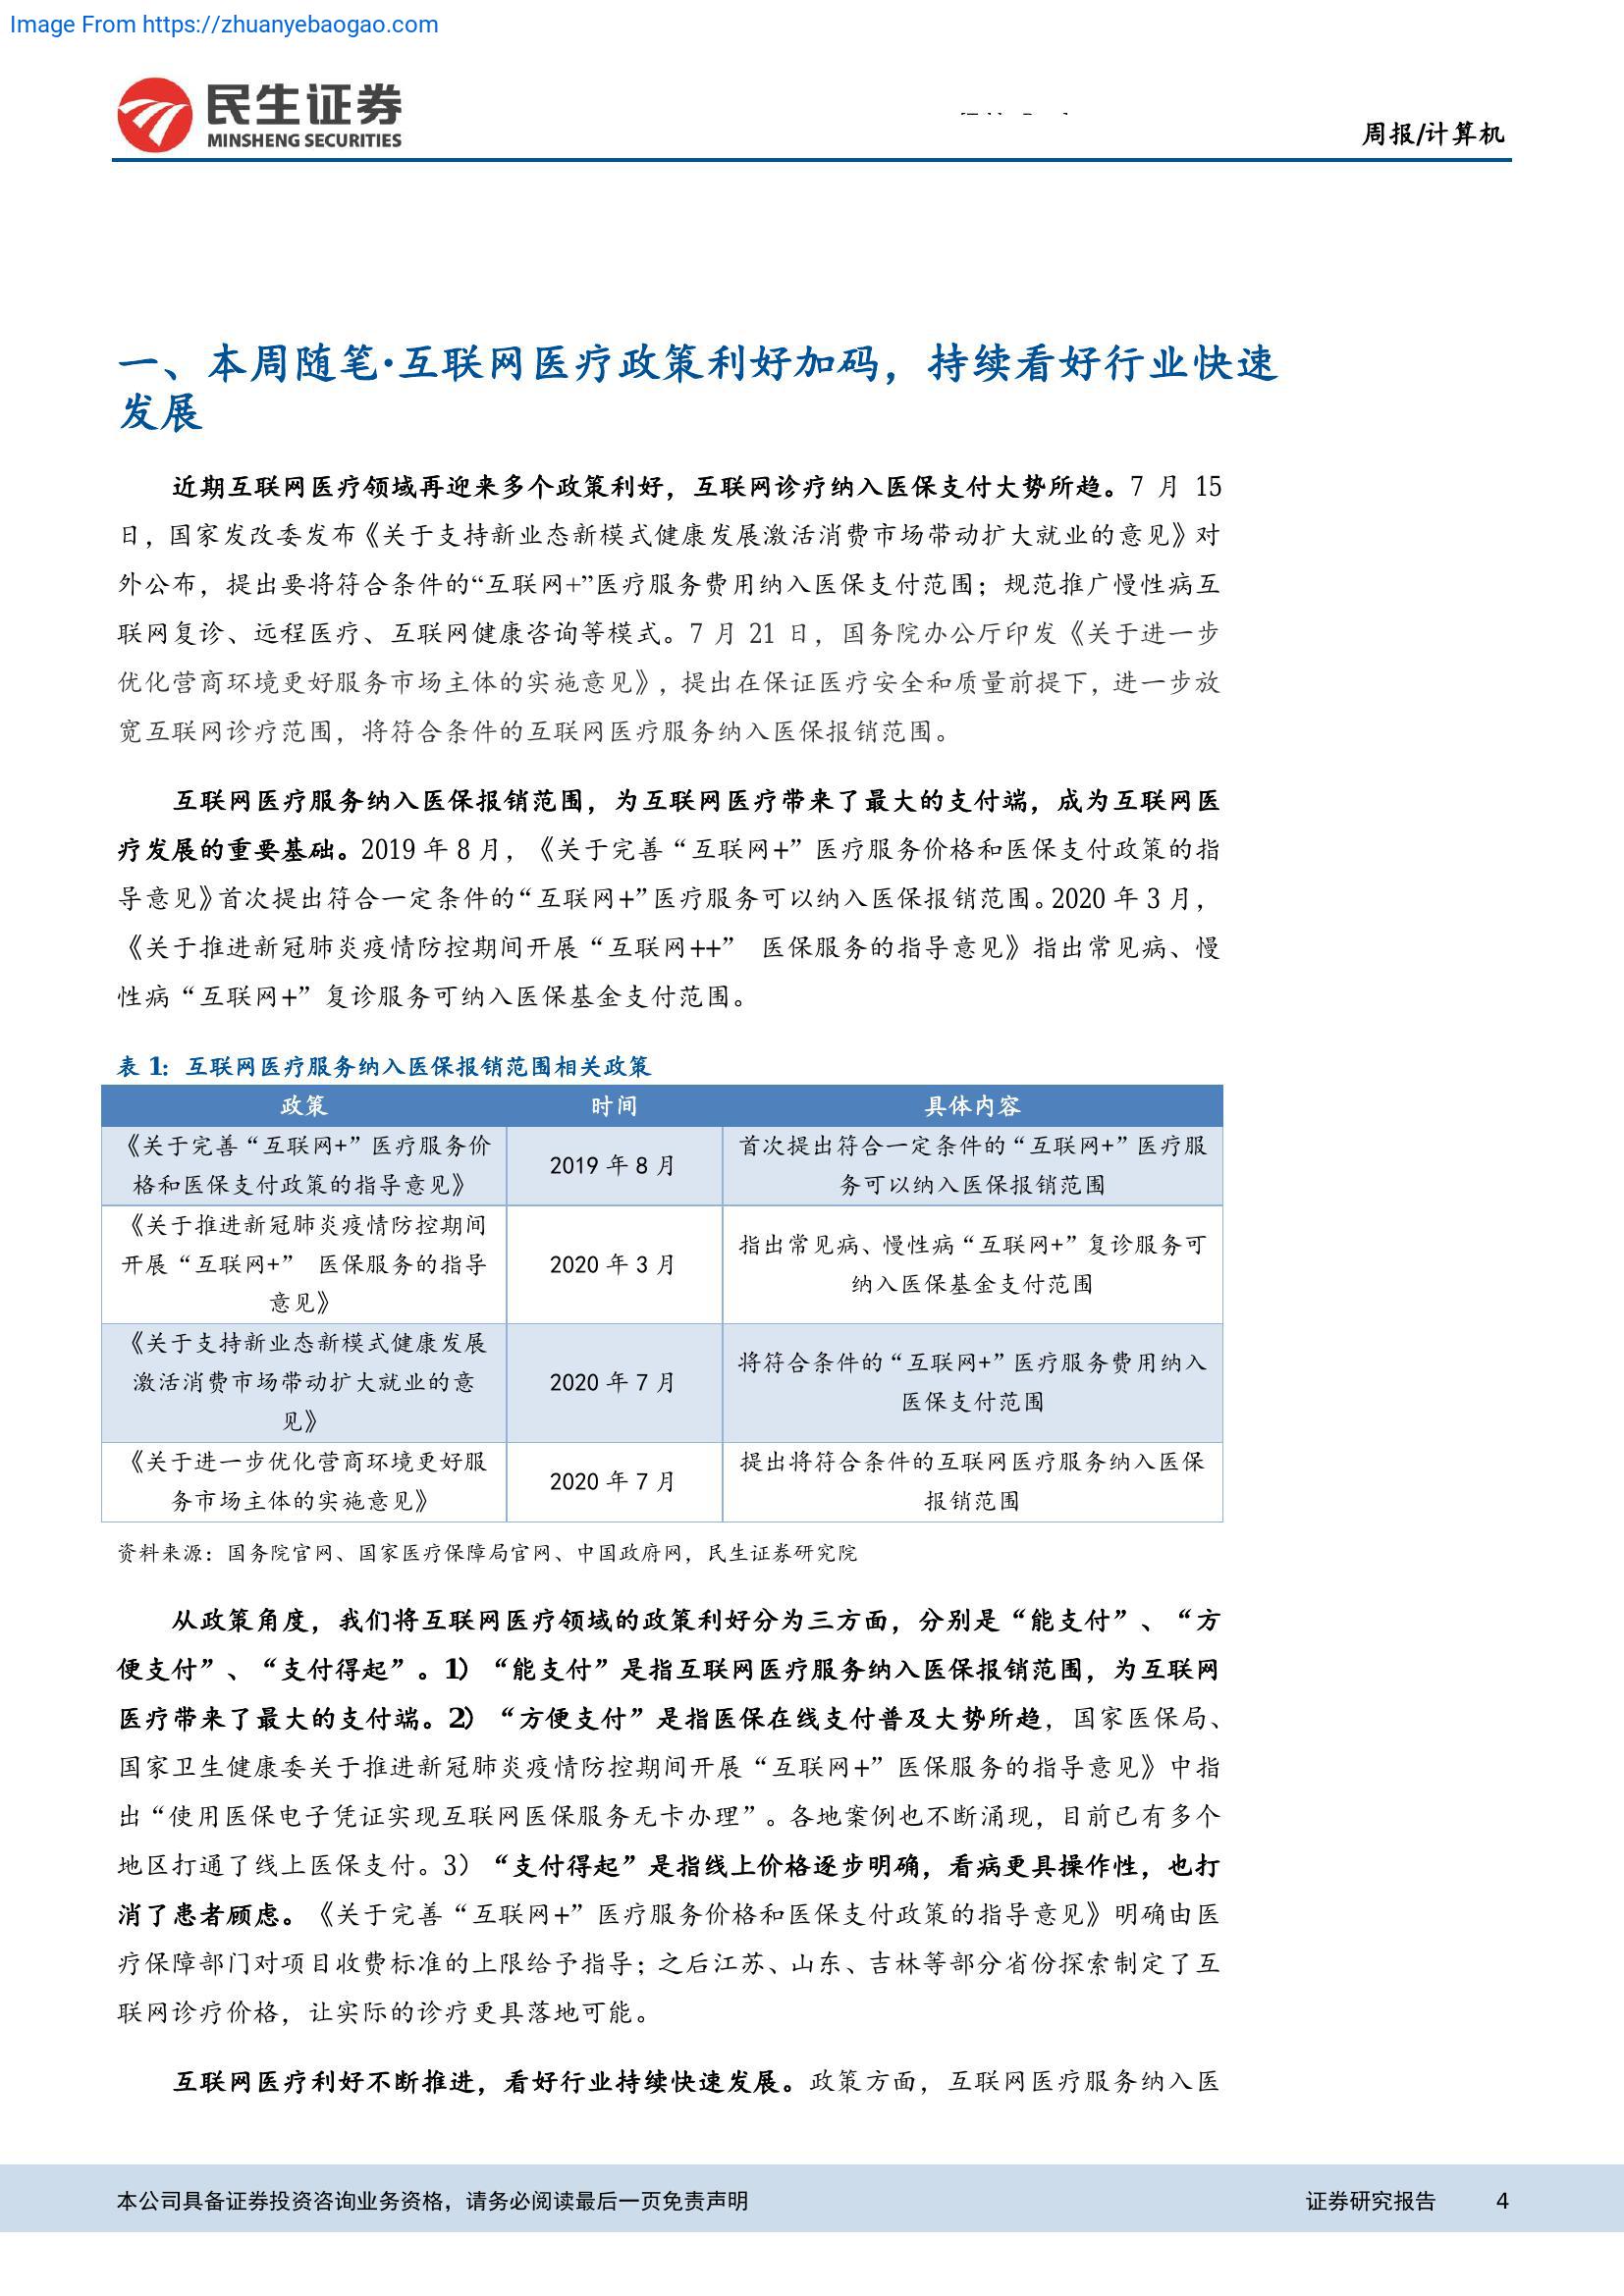 Image From https://zhuanyebaogao.com
民生证券
MINSHENG SECURITIES
周报/计算机
一、本周随笔·互联网医疗政策利好加码，持续看好行业快速
发展
近期互联网医疗领域再迎来多个政策利好，互联网诊疗纳入医保支付大势所趋。7 月 15
日，国家发改委发布《关于支持新业态新模式健康发展激活消费市场带动扩大就业的意见》对
外公布，提出要将符合条件的“互联网+”医疗服务费用纳入医保支付范围；规范推广慢性病互
联网复诊、远程医疗、互联网健康咨询等模式。7 月 21 日，国务院办公厅印发《关于进一步
优化营商环境更好服务市场主体的实施意见》，提出在保证医疗安全和质量前提下，进一步放
宽互联网诊疗范围，将符合条件的互联网医疗服务纳入医保报销范围。
互联网医疗服务纳入医保报销范围，为互联网医疗带来了最大的支付端，成为互联网医
疗发展的重要基础。2019 年 8 月，《关于完善“互联网+”医疗服务价格和医保支付政策的指
导意见》首次提出符合一定条件的“互联网+”医疗服务可以纳入医保报销范围。2020 年 3 月，
《关于推进新冠肺炎疫情防控期间开展“互联网++” 医保服务的指导意见》指出常见病、慢
性病“互联网+”复诊服务可纳入医保基金支付范围。
表 1：互联网医疗服务纳入医保报销范围相关政策
政策 时间 具体内容
《关于完善“互联网+”医疗服务价
格和医保支付政策的指导意见》
2019 年 8 月
首次提出符合一定条件的“互联网+”医疗服
务可以纳入医保报销范围
《关于推进新冠肺炎疫情防控期间
开展“互联网+” 医保服务的指导
意见》
2020 年 3 月
指出常见病、慢性病“互联网+”复诊服务可
纳入医保基金支付范围
《关于支持新业态新模式健康发展
激活消费市场带动扩大就业的意
见》
2020 年 7 月
将符合条件的“互联网+”医疗服务费用纳入
医保支付范围
《关于进一步优化营商环境更好服
务市场主体的实施意见》
2020 年 7 月
提出将符合条件的互联网医疗服务纳入医保
报销范围
资料来源：国务院官网、国家医疗保障局官网、中国政府网，民生证券研究院
从政策角度，我们将互联网医疗领域的政策利好分为三方面，分别是“能支付”、“方
便支付”、“支付得起”。1）“能支付”是指互联网医疗服务纳入医保报销范围，为互联网
医疗带来了最大的支付端。2）“方便支付”是指医保在线支付普及大势所趋，国家医保局、
国家卫生健康委关于推进新冠肺炎疫情防控期间开展“互联网+”医保服务的指导意见》中指
出“使用医保电子凭证实现互联网医保服务无卡办理”。各地案例也不断涌现，目前已有多个
地区打通了线上医保支付。3）“支付得起”是指线上价格逐步明确，看病更具操作性，也打
消了患者顾虑。《关于完善“互联网+”医疗服务价格和医保支付政策的指导意见》明确由医
疗保障部门对项目收费标准的上限给予指导；之后江苏、山东、吉林等部分省份探索制定了互
联网诊疗价格，让实际的诊疗更具落地可能。
互联网医疗利好不断推进，看好行业持续快速发展。政策方面，互联网医疗服务纳入医
本公司具备证券投资咨询业务资格，请务必阅读最后一页免责声明
证券研究报告 4